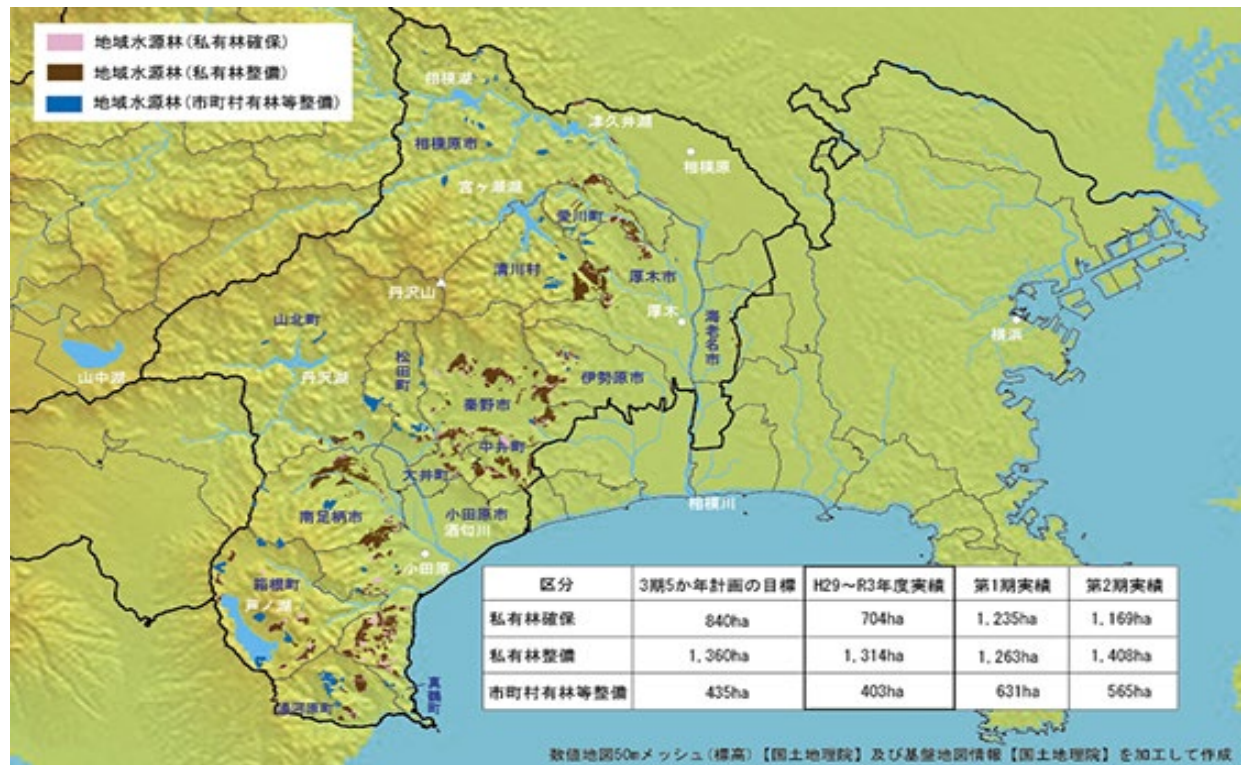 地域水源林(私有林確保)
地域水源林(私有林整備)
地域水源林(市町村有林等整備)
相模湖
津久井湖
相模原市
相模原
宮ヶ瀬湖
愛川町
清川村
厚木市
丹沢山
厚木
海老名市
横浜
山北町
山中湖
丹沢湖
松田町
伊勢原市
秦野市
中井町
大井町
相模川
南足柄市
小田原市
酒匂川
小田原
箱根町
芦ノ湖
真鶴町
湯河原町
区分 3期5か年計画の目標 H29～R3年度実績 第1期実績 第2期実績
私有林確保 840ha 704ha 1,235ha 1,169ha
私有林整備 1,360ha 1,314ha 1,263ha 1,408ha
市町村有林等整備 435ha 403ha 631ha 565ha
数値地図50mメッシュ(標高)【国土地理院】及び基盤地図情報【国土地理院】を加工して作成